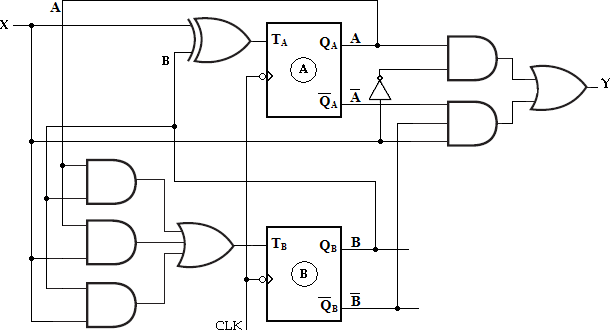 A
X
B
T_A Q_A A
A
Q̅_A A̅
Y
T_B Q_B B
B
Q̅_B B̅
CLK